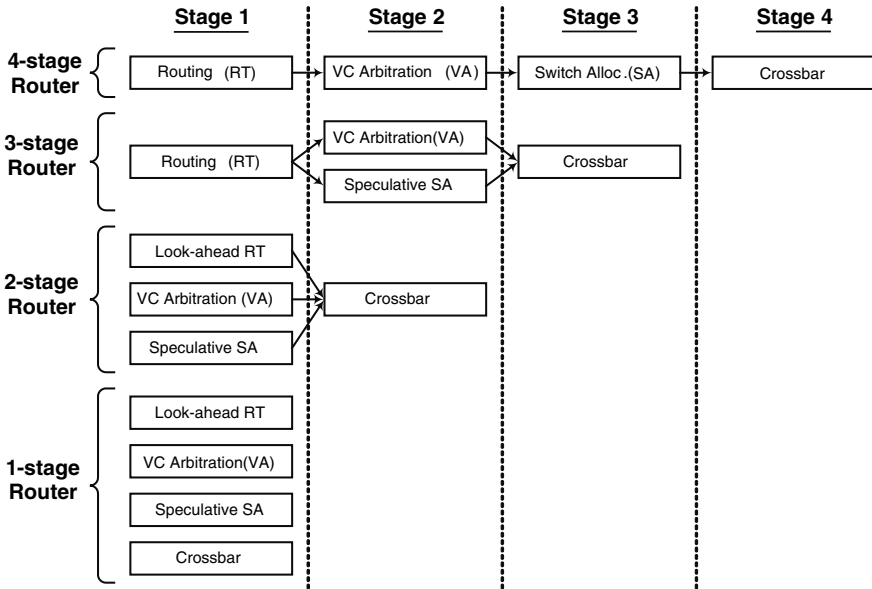 Stage 1 Stage 2 Stage 3 Stage 4
4-stage
Router
Routing (RT) VC Arbitration (VA) Switch Alloc.(SA) Crossbar
3-stage
Router
Routing (RT)
VC Arbitration(VA)
Speculative SA
Crossbar
2-stage
Router
Look-ahead RT
VC Arbitration (VA)
Speculative SA
Crossbar
1-stage
Router
Look-ahead RT
VC Arbitration(VA)
Speculative SA
Crossbar